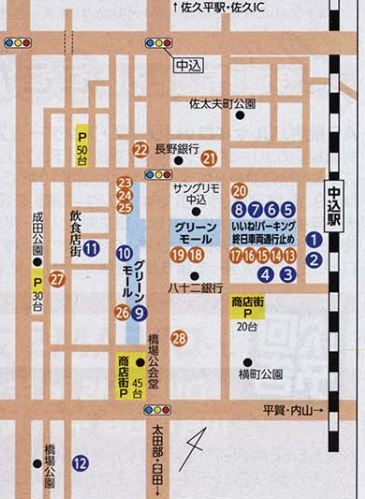 ↑佐久平駅・佐久IC
中込
佐太夫町公園
P
50台
22
長野銀行
21
23
24
25
サングリモ
中込
20
8 7 6 5
中込駅
成田公園
飲食店街
11
10
グリーン
モール
グリーン
モール
いいね!パーキング
終日車両通行止め
1
2
19 18
17 16 15 14 13
4 3
P
30台
27
八十二銀行
26
9
商店街
P
20台
28
橋場公会堂
商店街P
45台
横町公園
平賀・内山→
太田部・臼田→
橋場公園
12